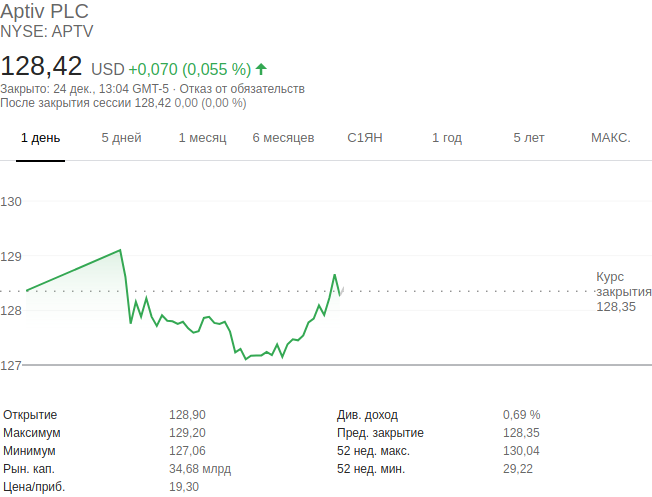 Aptiv PLC
NYSE: APTV
128,42 USD +0,070 (0,055 %)
Закрыто: 24 дек., 13:04 GMT-5 · Отказ от обязательств
После закрытия сессии 128,42 0,00 (0,00 %)
1 день 5 дней 1 месяц 6 месяцев С1ЯН 1 год 5 лет МАКС.
130
129
Курс
закрытия
128,35
128
127
Открытие 128,90 Див. доход 0,69 %
Максимум 129,20 Пред. закрытие 128,35
Минимум 127,06 52 нед. макс. 130,04
Рын. кап. 34,68 млрд 52 нед. мин. 29,22
Цена/приб. 19,30